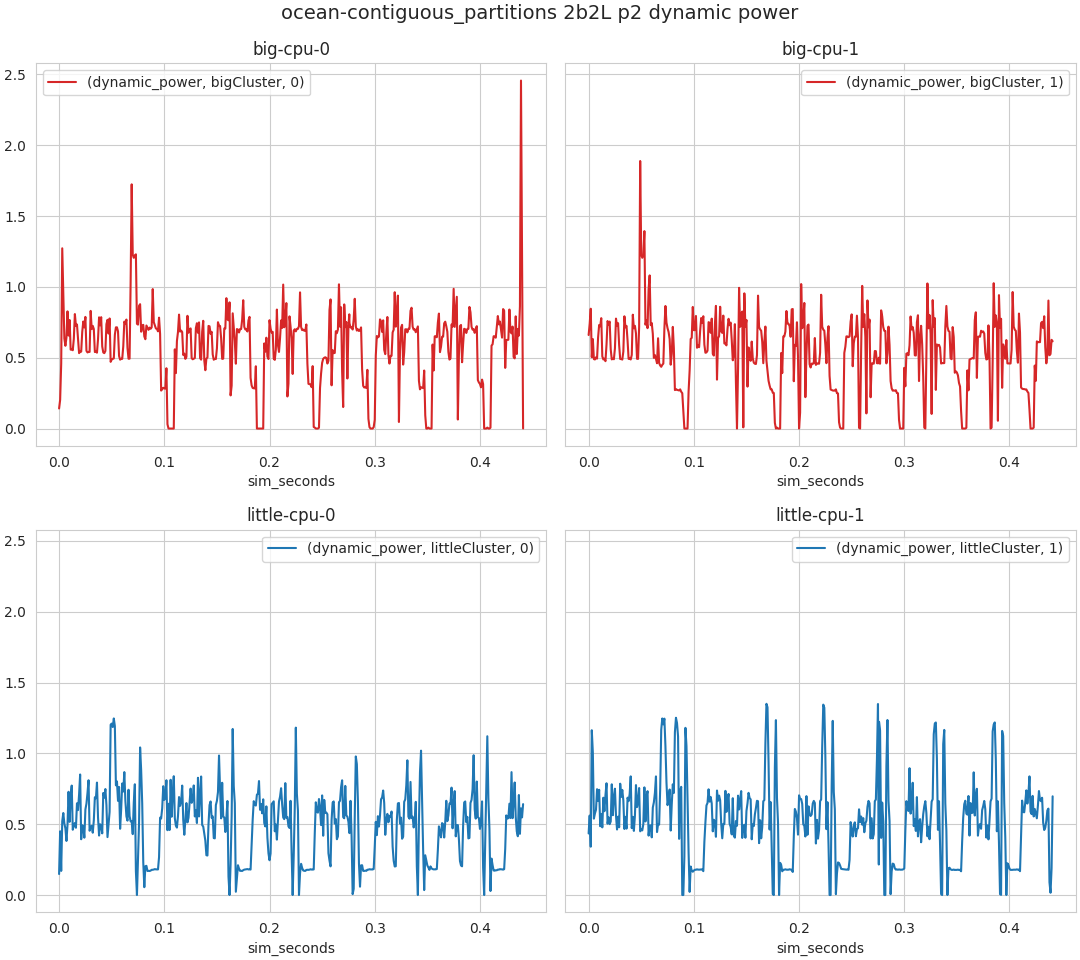 ocean-contiguous_partitions 2b2L p2 dynamic power
big-cpu-0
big-cpu-1
(dynamic_power, bigCluster, 0)
(dynamic_power, bigCluster, 1)
2.5
2.0
1.5
1.0
0.5
0.0
0.0 0.1 0.2 0.3 0.4
0.0 0.1 0.2 0.3 0.4
sim_seconds
sim_seconds
little-cpu-0
little-cpu-1
(dynamic_power, littleCluster, 0)
(dynamic_power, littleCluster, 1)
2.5
2.0
1.5
1.0
0.5
0.0
0.0 0.1 0.2 0.3 0.4
0.0 0.1 0.2 0.3 0.4
sim_seconds
sim_seconds